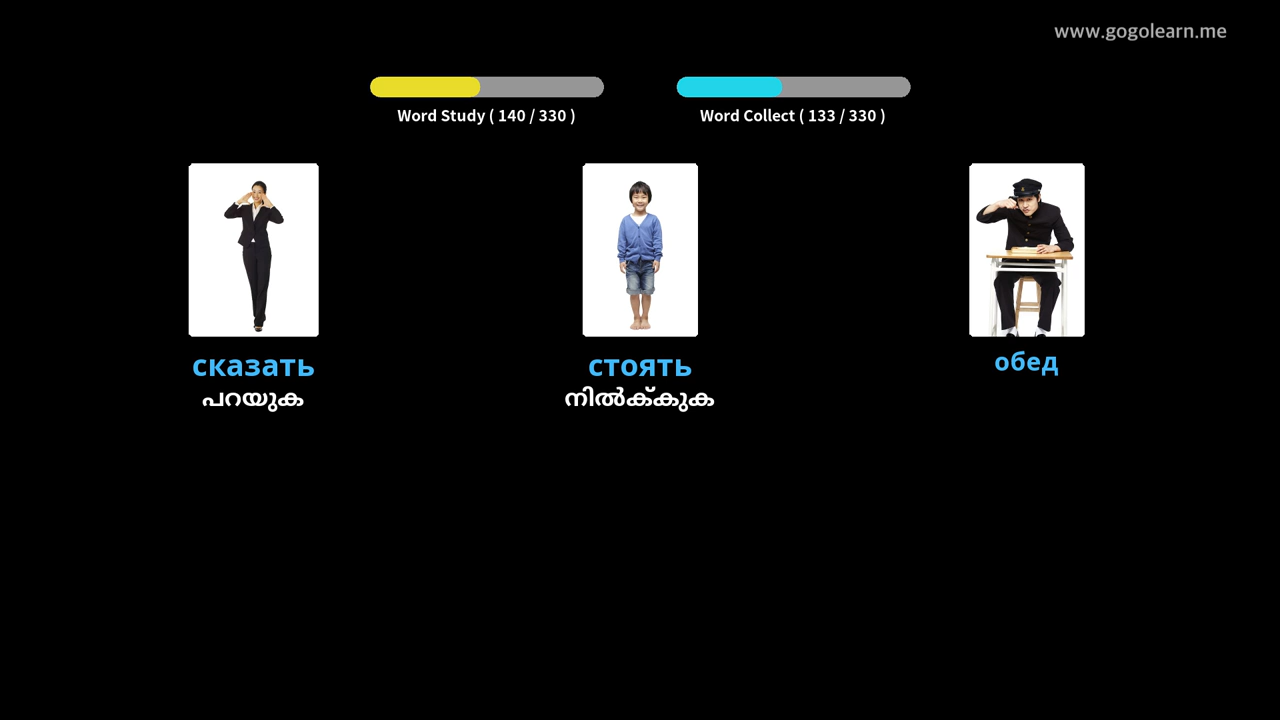 www.gogolearn.me
Word Study ( 140 / 330 )
Word Collect ( 133 / 330 )
сказать
പറയുക
стоять
നിൽക്കുക
обед